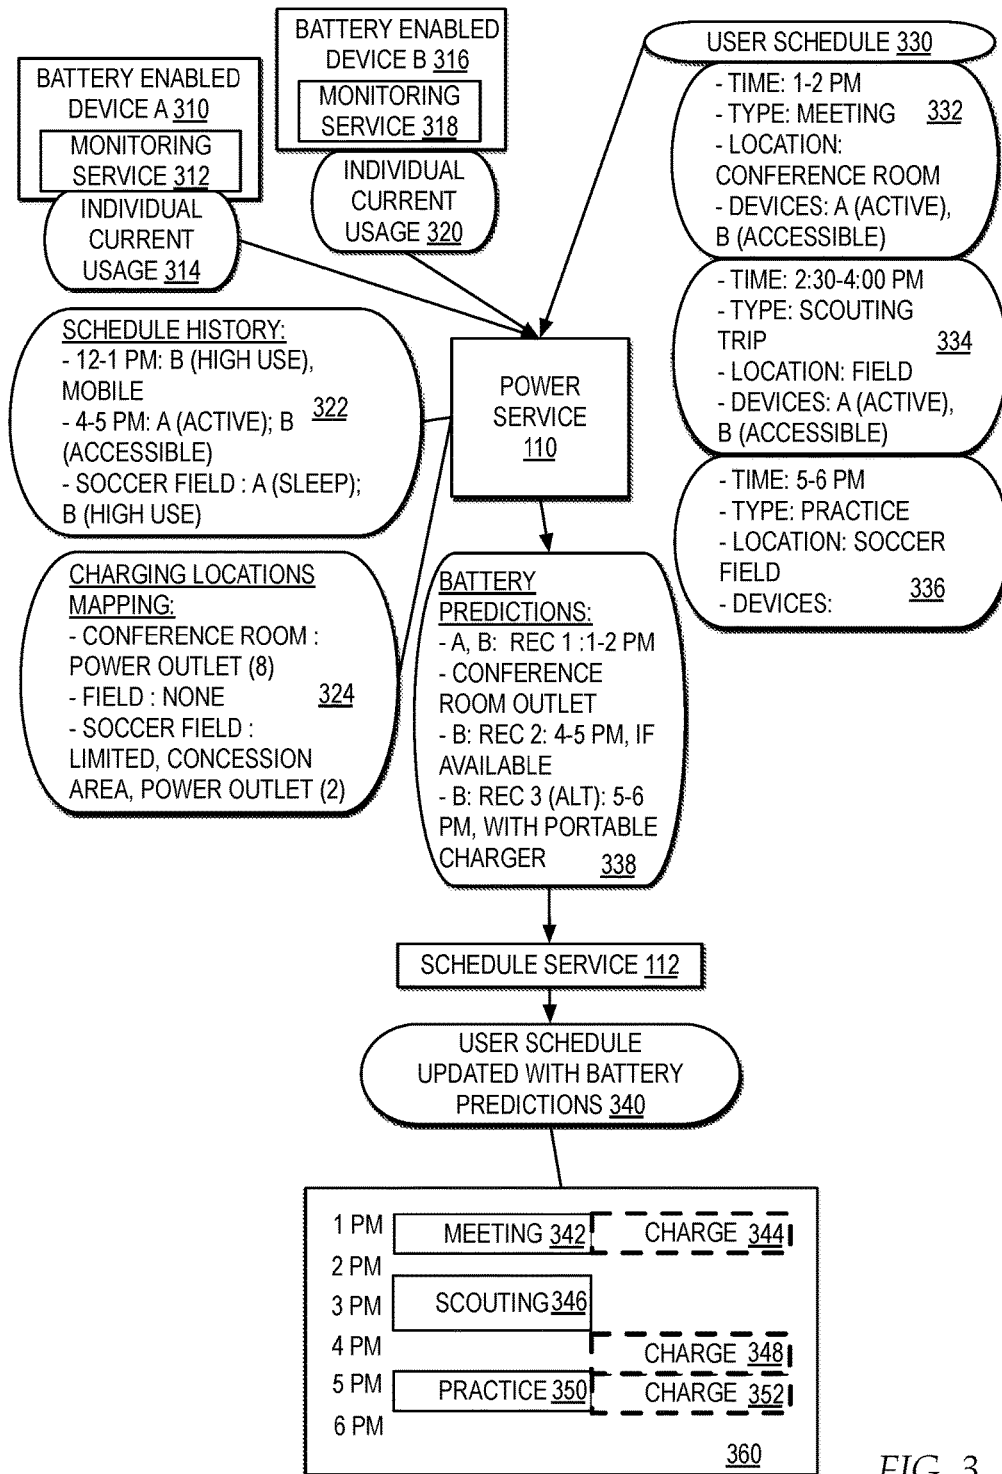 BATTERY ENABLED
DEVICE A 310
MONITORING
SERVICE 312
INDIVIDUAL
CURRENT
USAGE 314
BATTERY ENABLED
DEVICE B 316
MONITORING
SERVICE 318
INDIVIDUAL
CURRENT
USAGE 320
USER SCHEDULE 330
- TIME: 1-2 PM
- TYPE: MEETING 332
- LOCATION:
CONFERENCE ROOM
- DEVICES: A (ACTIVE),
B (ACCESSIBLE)
- TIME: 2:30-4:00 PM
- TYPE: SCOUTING
TRIP 334
- LOCATION: FIELD
- DEVICES: A (ACTIVE),
B (ACCESSIBLE)
- TIME: 5-6 PM
- TYPE: PRACTICE
- LOCATION: SOCCER
FIELD 336
- DEVICES:
SCHEDULE HISTORY:
- 12-1 PM: B (HIGH USE),
MOBILE 322
- 4-5 PM: A (ACTIVE); B
(ACCESSIBLE)
- SOCCER FIELD : A (SLEEP);
B (HIGH USE)
POWER
SERVICE
110
CHARGING LOCATIONS
MAPPING:
- CONFERENCE ROOM :
POWER OUTLET (8)
- FIELD : NONE 324
- SOCCER FIELD :
LIMITED, CONCESSION
AREA, POWER OUTLET (2)
BATTERY
PREDICTIONS:
- A, B: REC 1 :1-2 PM
- CONFERENCE
ROOM OUTLET
- B: REC 2: 4-5 PM, IF
AVAILABLE
- B: REC 3 (ALT): 5-6
PM, WITH PORTABLE
CHARGER 338
SCHEDULE SERVICE 112
USER SCHEDULE
UPDATED WITH BATTERY
PREDICTIONS 340
1 PM MEETING 342 CHARGE 344
2 PM
3 PM SCOUTING 346
4 PM CHARGE 348
5 PM PRACTICE 350 CHARGE 352
6 PM
360
FIG. 3